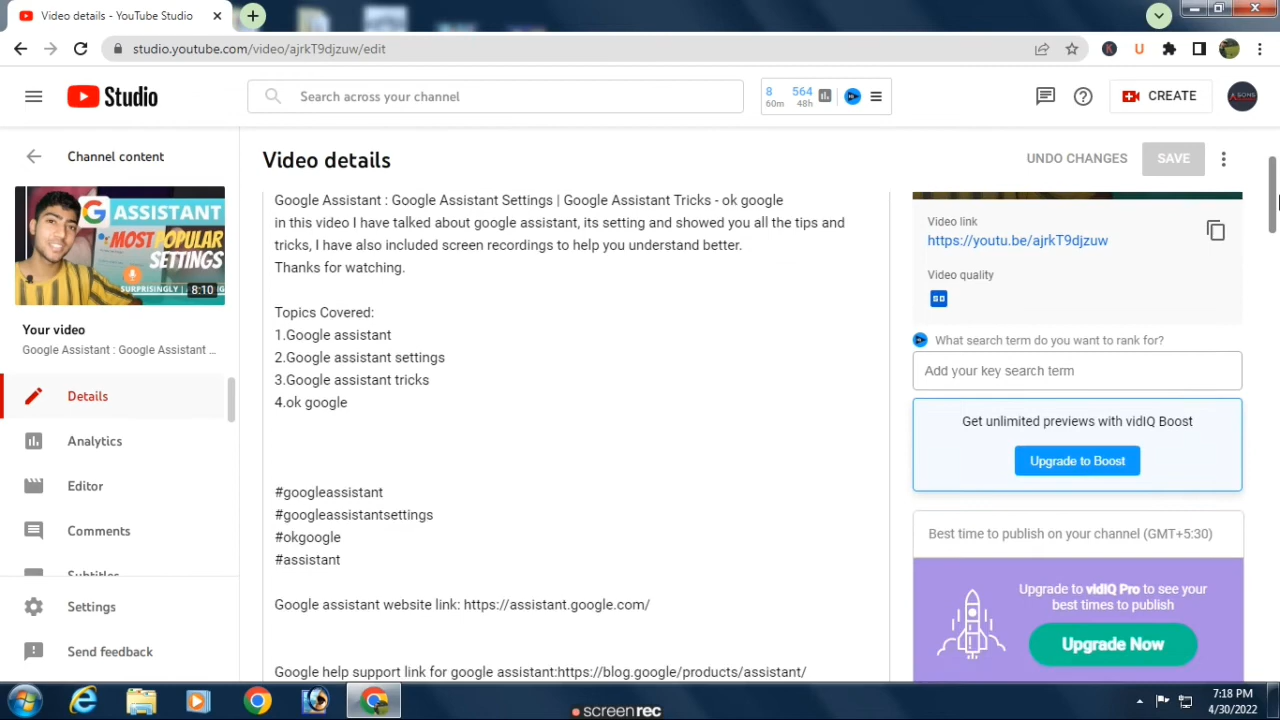 Video details - YouTube Studio
studio.youtube.com/video/ajrkT9djzuw/edit
Studio
Search across your channel
8
60m
564
48h
CREATE
Channel content
Video details
UNDO CHANGES
SAVE
ASSISTANT
MOST POPULAR
SETTINGS
8:10
Your video
Google Assistant : Google Assistant ...
Details
Analytics
Editor
Comments
Subtitles
Settings
Send feedback
Google Assistant : Google Assistant Settings | Google Assistant Tricks - ok google
in this video I have talked about google assistant, its setting and showed you all the tips and
tricks, I have also included screen recordings to help you understand better.
Thanks for watching.
Topics Covered:
1.Google assistant
2.Google assistant settings
3.Google assistant tricks
4.ok google
#googleassistant
#googleassistantsettings
#okgoogle
#assistant
Google assistant website link: https://assistant.google.com/
Google help support link for google assistant:https://blog.google/products/assistant/
Video link
https://youtu.be/ajrkT9djzuw
Video quality
SD
What search term do you want to rank for?
Add your key search term
Get unlimited previews with vidIQ Boost
Upgrade to Boost
Best time to publish on your channel (GMT+5:30)
Upgrade to vidIQ Pro to see your
best times to publish
Upgrade Now
7:18 PM
4/30/2022
screenrec